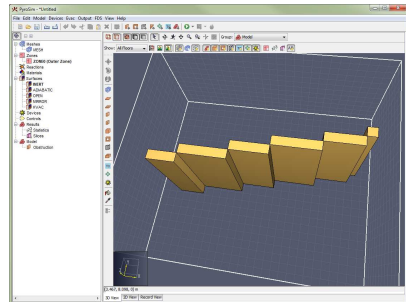 PyroSim - *Untitled
File Edit Model Devices Evac Output FDS View Help
Group: Model
Show: All Floors
Meshes
MESH
Zones
ZONE0 (Outer Zone)
Reactions
Materials
Surfaces
INERT
ADIABATIC
OPEN
MIRROR
HVAC
Devices
Controls
Results
Statistics
Slices
Model
Obstruction
3D View 2D View Record View